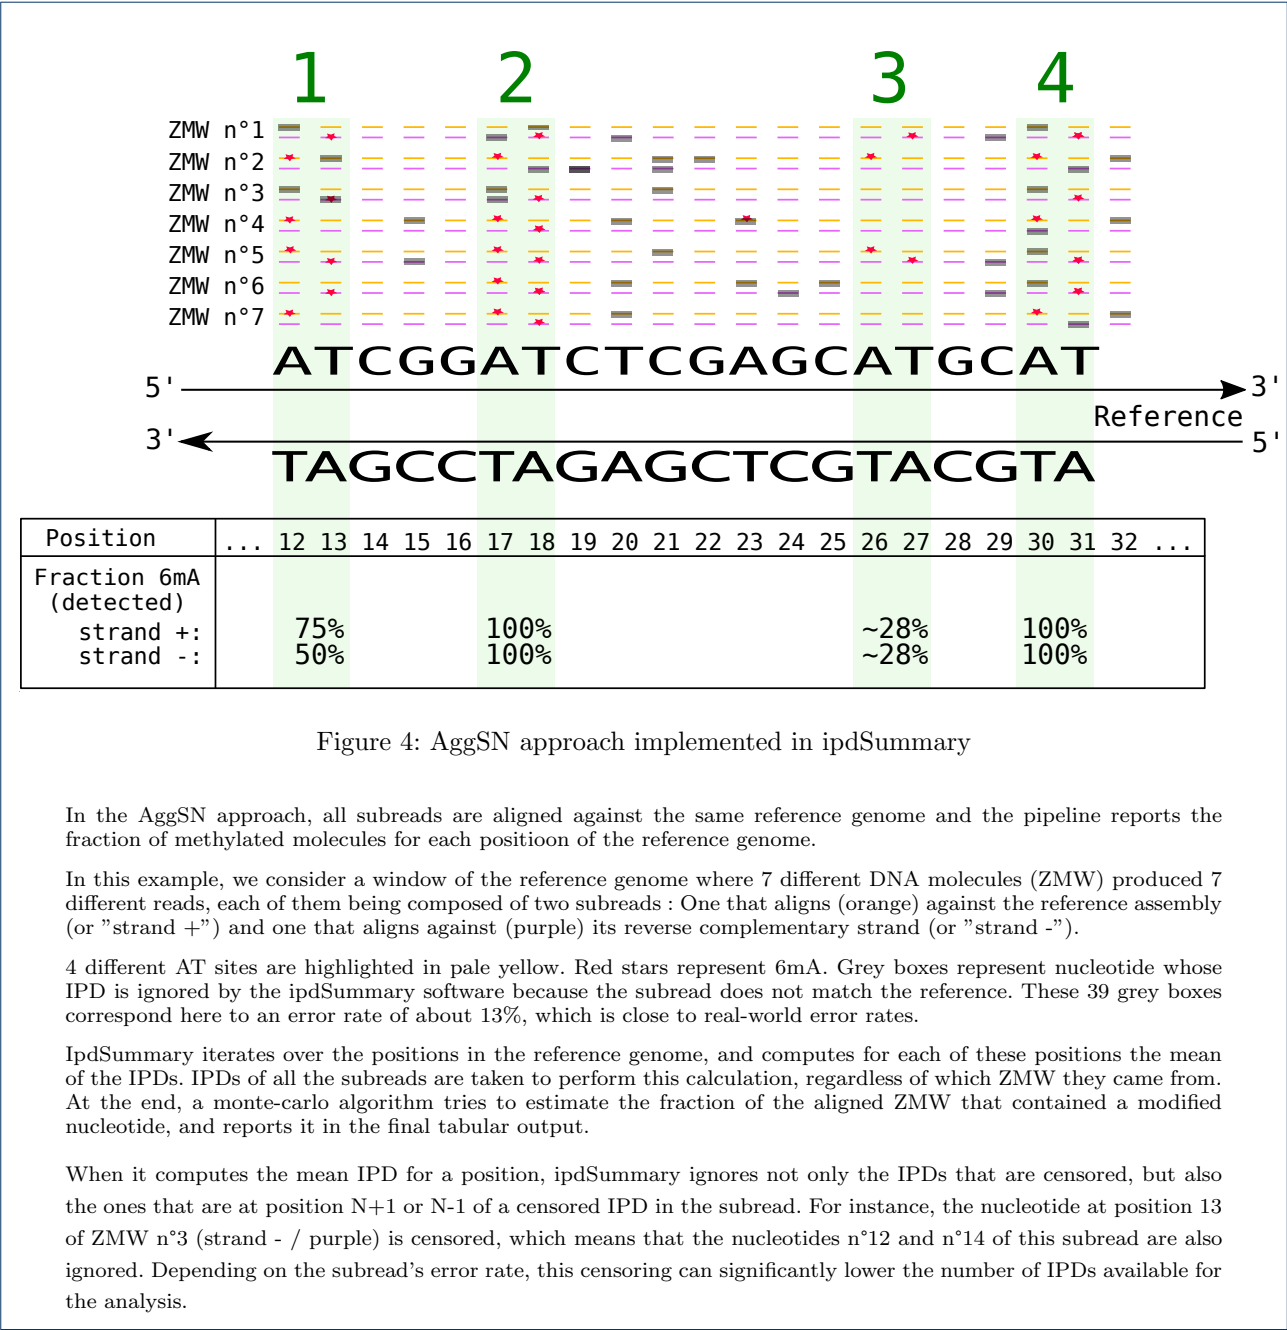 1 2 3 4
ZMW n°1
ZMW n°2
ZMW n°3
ZMW n°4
ZMW n°5
ZMW n°6
ZMW n°7
ATCGGATCTCGAGCATGCAT
5' 3'
Reference
3' 5'
TAGCCTAGAGCTCGTACGTA
Position ... 12 13 14 15 16 17 18 19 20 21 22 23 24 25 26 27 28 29 30 31 32 ...
Fraction 6mA
(detected)
strand +: 75% 100% ~28% 100%
strand -: 50% 100% ~28% 100%
Figure 4: AggSN approach implemented in ipdSummary
In the AggSN approach, all subreads are aligned against the same reference genome and the pipeline reports the
fraction of methylated molecules for each positioon of the reference genome.
In this example, we consider a window of the reference genome where 7 different DNA molecules (ZMW) produced 7
different reads, each of them being composed of two subreads : One that aligns (orange) against the reference assembly
(or ”strand +”) and one that aligns against (purple) its reverse complementary strand (or ”strand -”).
4 different AT sites are highlighted in pale yellow. Red stars represent 6mA. Grey boxes represent nucleotide whose
IPD is ignored by the ipdSummary software because the subread does not match the reference. These 39 grey boxes
correspond here to an error rate of about 13%, which is close to real-world error rates.
IpdSummary iterates over the positions in the reference genome, and computes for each of these positions the mean
of the IPDs. IPDs of all the subreads are taken to perform this calculation, regardless of which ZMW they came from.
At the end, a monte-carlo algorithm tries to estimate the fraction of the aligned ZMW that contained a modified
nucleotide, and reports it in the final tabular output.
When it computes the mean IPD for a position, ipdSummary ignores not only the IPDs that are censored, but also
the ones that are at position N+1 or N-1 of a censored IPD in the subread. For instance, the nucleotide at position 13
of ZMW n°3 (strand - / purple) is censored, which means that the nucleotides n°12 and n°14 of this subread are also
ignored. Depending on the subread's error rate, this censoring can significantly lower the number of IPDs available for
the analysis.